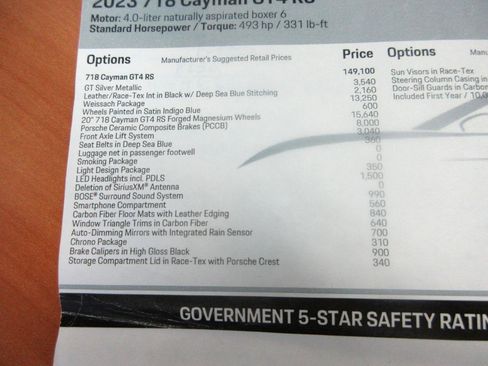 2023 718 Cayman GT4 RS
Motor: 4.0-liter naturally aspirated boxer 6
Standard Horsepower / Torque: 493 hp / 331 lb-ft
Options Manufacturer's Suggested Retail Prices Price Options Manufac
718 Cayman GT4 RS 149,100 Sun Visors in Race-Tex
GT Silver Metallic 3,540 Steering Column Casing in
Leather/Race-Tex Int in Black w/ Deep Sea Blue Stitching 2,160 Door-Sill Guards in Carbon
Weissach Package 13,250 Included First Year / 10,0
Wheels Painted in Satin Indigo Blue 600
20" 718 Cayman GT4 RS Forged Magnesium Wheels 15,640
Porsche Ceramic Composite Brakes (PCCB) 8,000
Front Axle Lift System 3,040
Seat Belts in Deep Sea Blue 360
Luggage net in passenger footwell 0
Smoking Package 0
Light Design Package 350
LED Headlights incl. PDLS 1,500
Deletion of SiriusXM® Antenna 0
BOSE® Surround Sound System 990
Smartphone Compartment 560
Carbon Fiber Floor Mats with Leather Edging 840
Window Triangle Trims in Carbon Fiber 640
Auto-Dimming Mirrors with Integrated Rain Sensor 700
Chrono Package 310
Brake Calipers in High Gloss Black 900
Storage Compartment Lid in Race-Tex with Porsche Crest 340
GOVERNMENT 5-STAR SAFETY RATIN